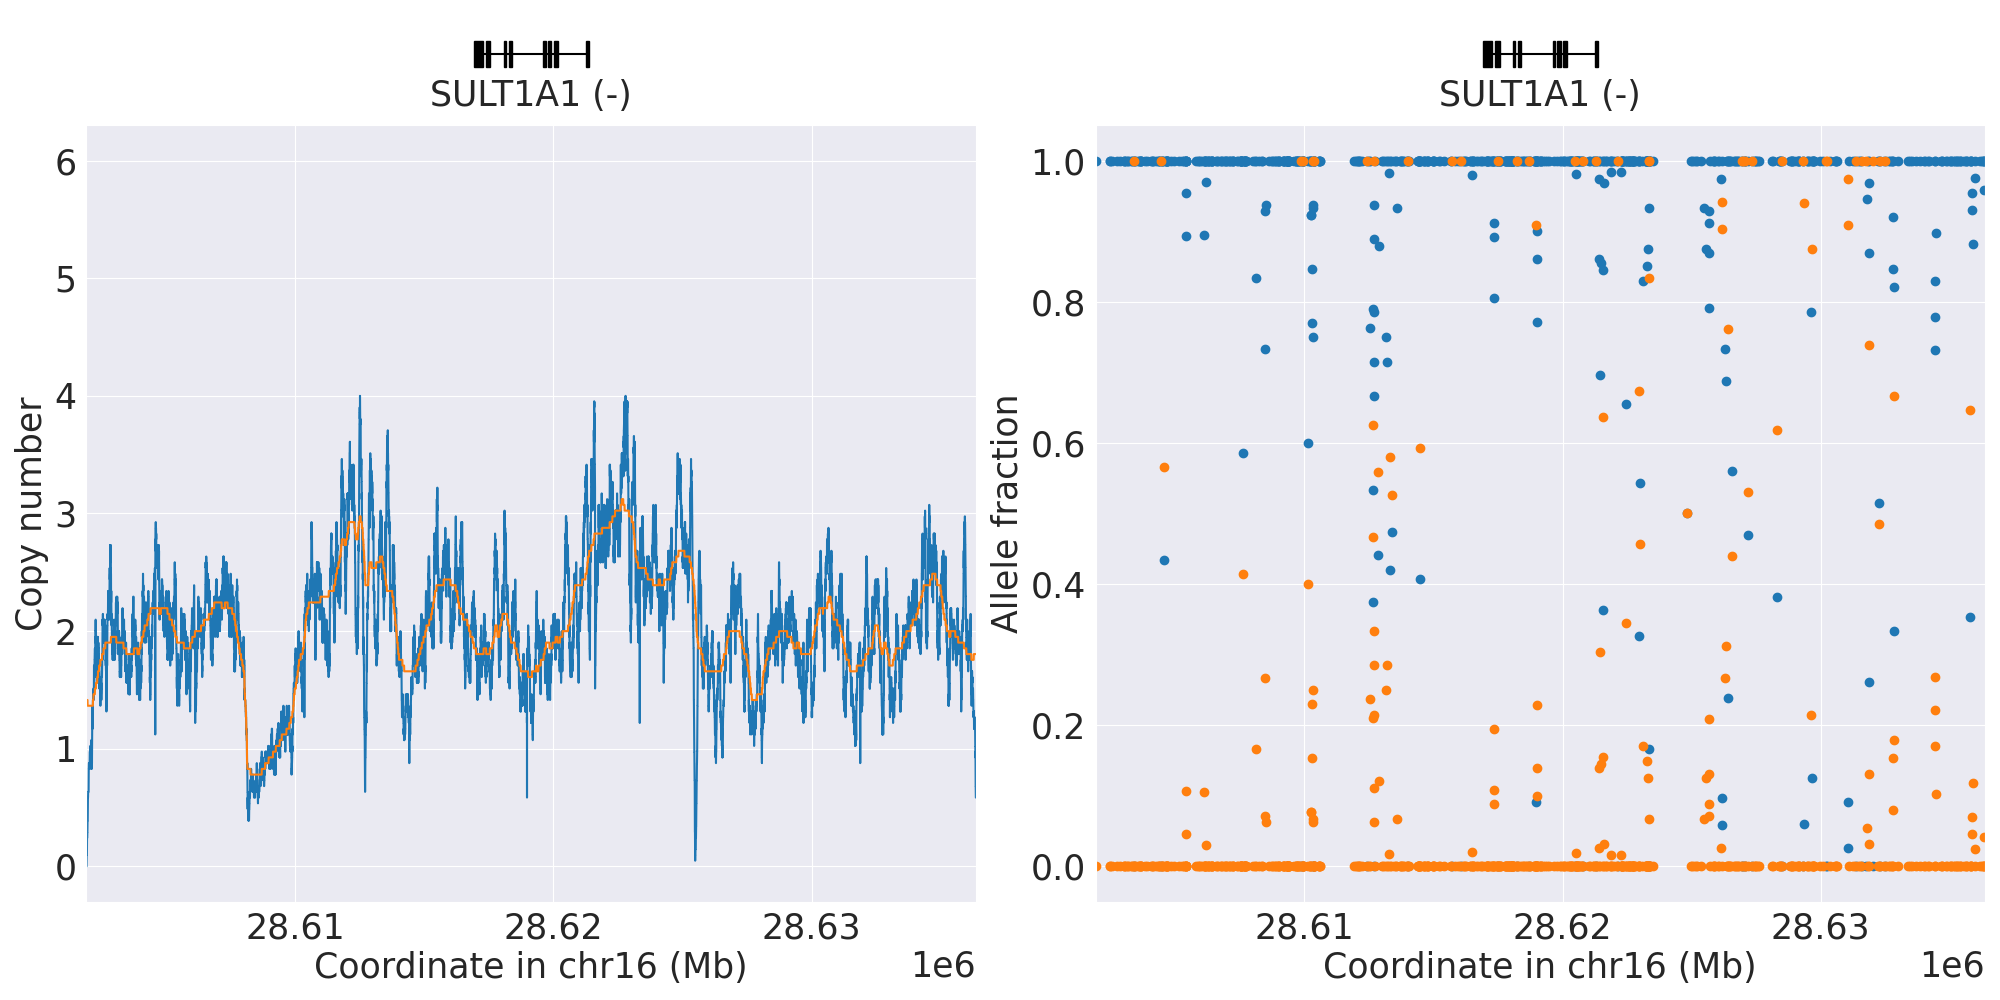 SULT1A1 (-)
6
5
4
3
2
1
0
Copy number
28.61
28.62
28.63
Coordinate in chr16 (Mb)
1e6
SULT1A1 (-)
1.0
0.8
0.6
0.4
0.2
0.0
Allele fraction
28.61
28.62
28.63
Coordinate in chr16 (Mb)
1e6